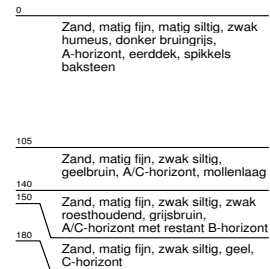 0
Zand, matig fijn, matig siltig, zwak
humeus, donker bruingrijs,
A-horizont, eerddek, spikkels
baksteen
105
Zand, matig fijn, zwak siltig,
geelbruin, A/C-horizont, mollenlaag
140
150
Zand, matig fijn, zwak siltig, zwak
roesthoudend, grijsbruin,
A/C-horizont met restant B-horizont
180
Zand, matig fijn, zwak siltig, geel,
C-horizont